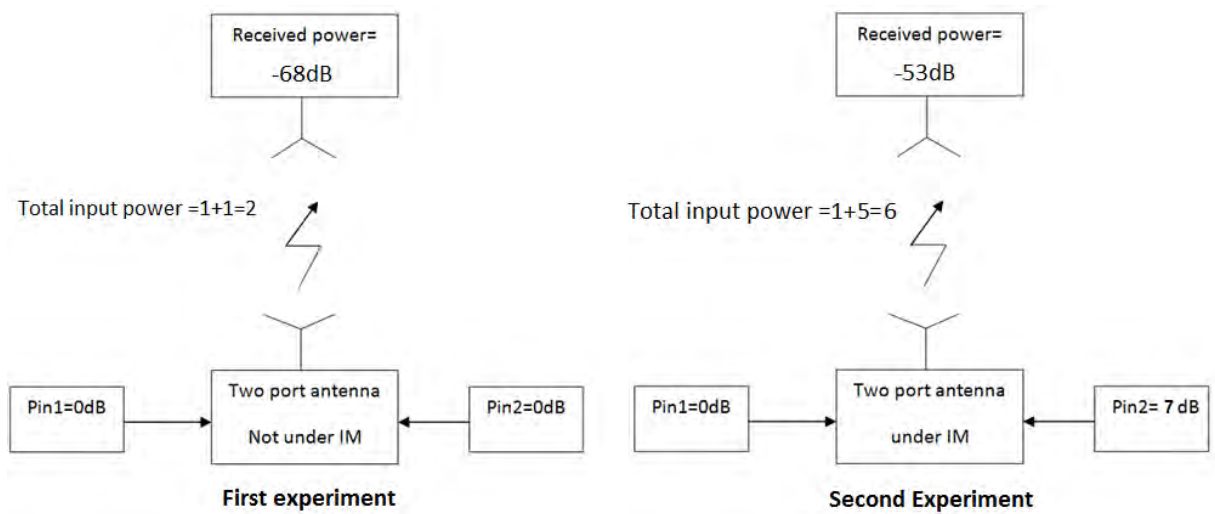 Received power=
-68dB
Total input power =1+1=2
Pin1=0dB
Two port antenna
Not under IM
Pin2=0dB
First experiment
Received power=
-53dB
Total input power =1+5=6
Pin1=0dB
Two port antenna
under IM
Pin2= 7 dB
Second Experiment